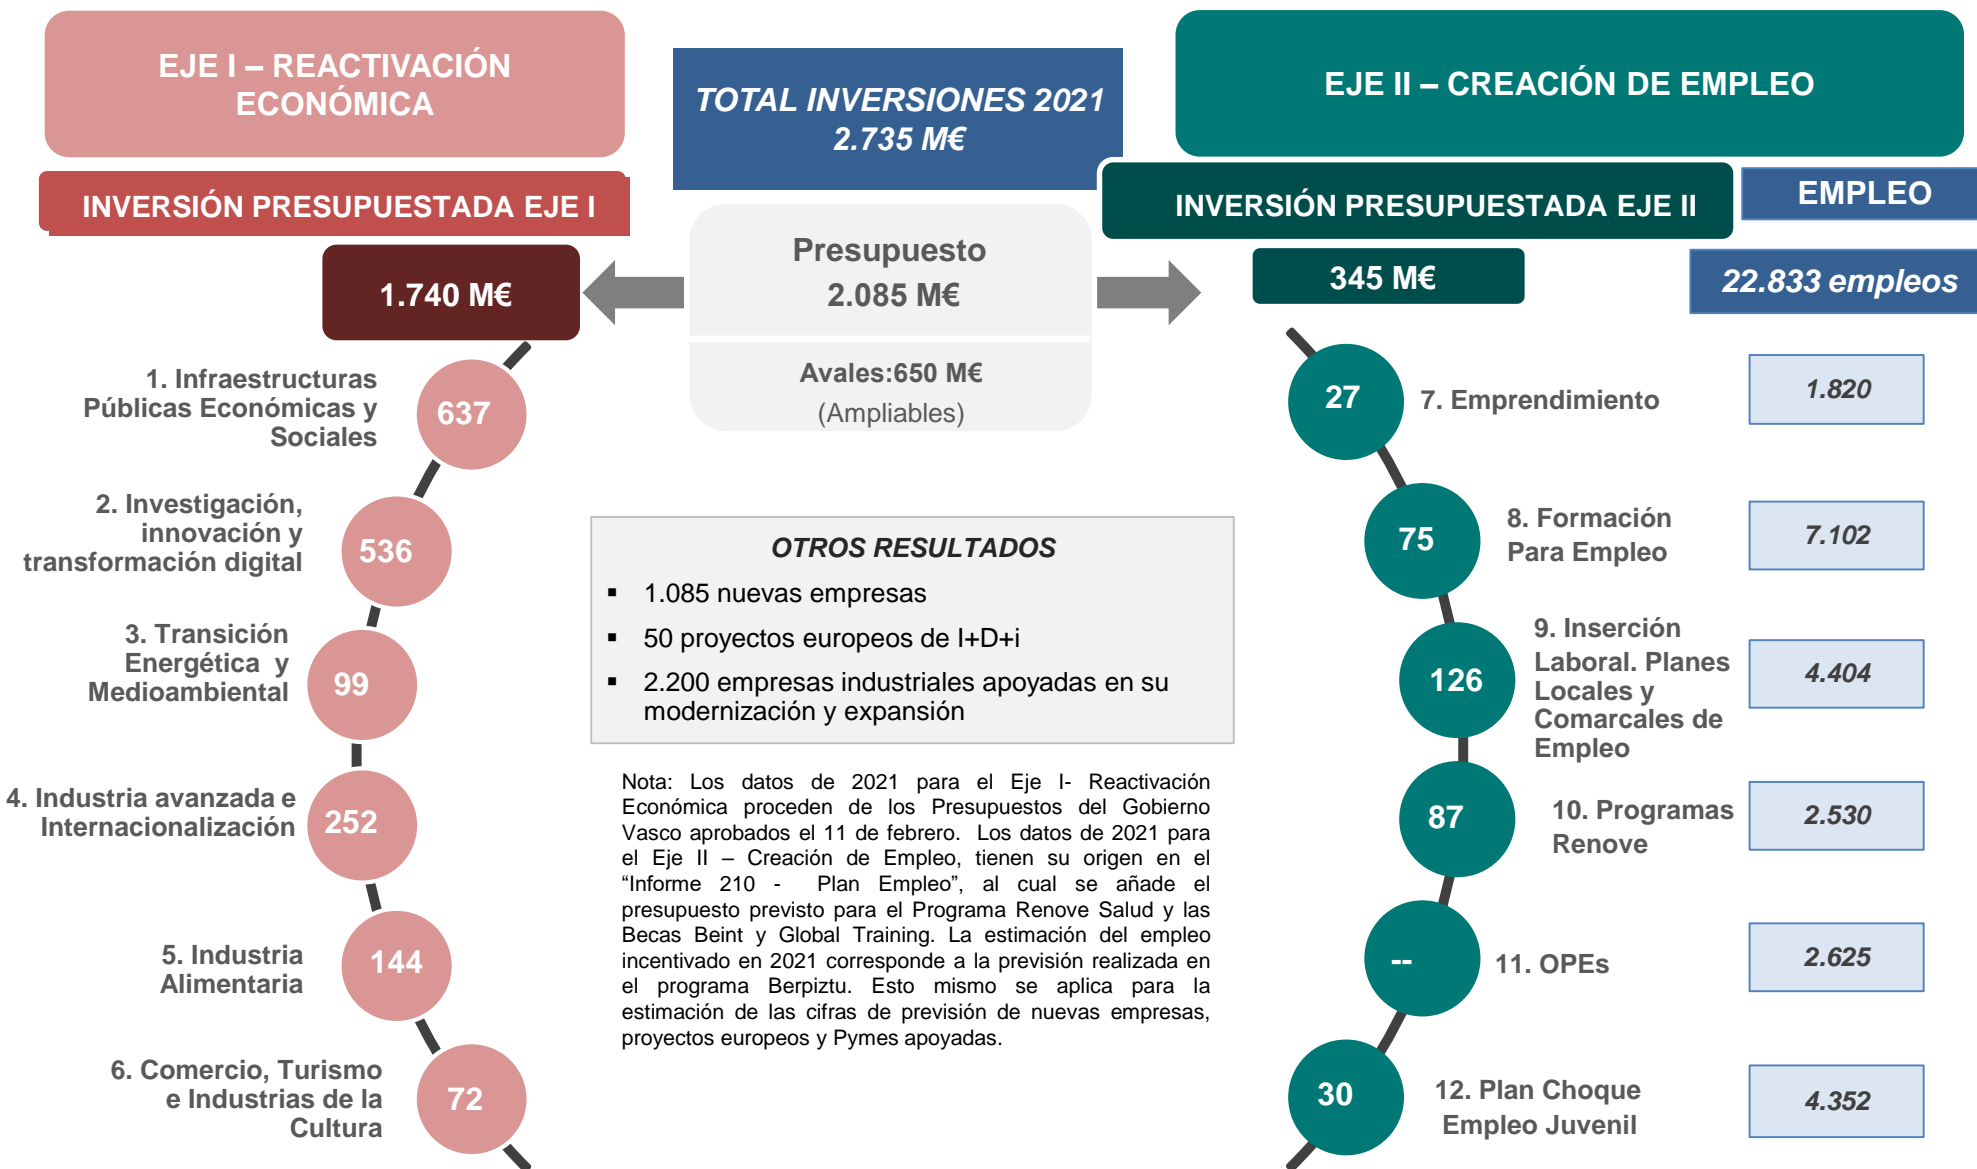 EJE I – REACTIVACIÓN
ECONÓMICA
INVERSIÓN PRESUPUESTADA EJE I
1.740 M€
TOTAL INVERSIONES 2021
2.735 M€
Presupuesto
2.085 M€
Avales:650 M€
(Ampliables)
EJE II – CREACIÓN DE EMPLEO
INVERSIÓN PRESUPUESTADA EJE II
345 M€
EMPLEO
22.833 empleos
1. Infraestructuras
Públicas Económicas y
Sociales
637
2. Investigación,
innovación y
transformación digital
536
3. Transición
Energética y
Medioambiental
99
4. Industria avanzada e
Internacionalización
252
5. Industria
Alimentaria
144
6. Comercio, Turismo
e Industrias de la
Cultura
72
OTROS RESULTADOS
▪ 1.085 nuevas empresas
▪ 50 proyectos europeos de I+D+i
▪ 2.200 empresas industriales apoyadas en su
modernización y expansión
Nota: Los datos de 2021 para el Eje I- Reactivación
Económica proceden de los Presupuestos del Gobierno
Vasco aprobados el 11 de febrero. Los datos de 2021 para
el Eje II – Creación de Empleo, tienen su origen en el
“Informe 210 - Plan Empleo”, al cual se añade el
presupuesto previsto para el Programa Renove Salud y las
Becas Beint y Global Training. La estimación del empleo
incentivado en 2021 corresponde a la previsión realizada en
el programa Berpiztu. Esto mismo se aplica para la
estimación de las cifras de previsión de nuevas empresas,
proyectos europeos y Pymes apoyadas.
27
7. Emprendimiento
1.820
75
8. Formación
Para Empleo
7.102
126
9. Inserción
Laboral. Planes
Locales y
Comarcales de
Empleo
4.404
87
10. Programas
Renove
2.530
--
11. OPEs
2.625
30
12. Plan Choque
Empleo Juvenil
4.352